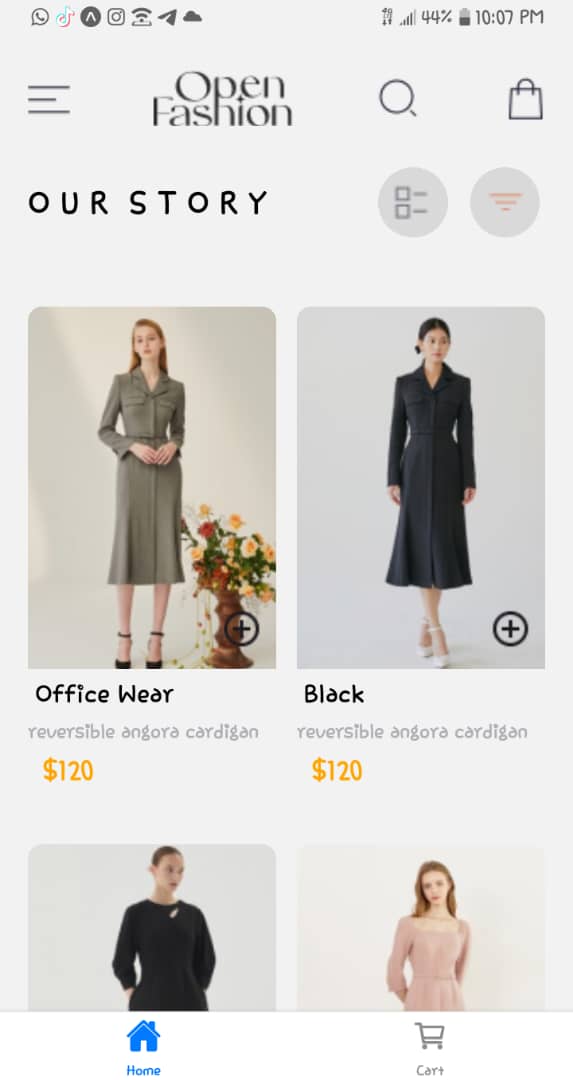 44% 10:07 PM
Open
Fashion
OUR STORY
Office Wear
reversible angora cardigan
$120
Black
reversible angora cardigan
$120
Home
Cart